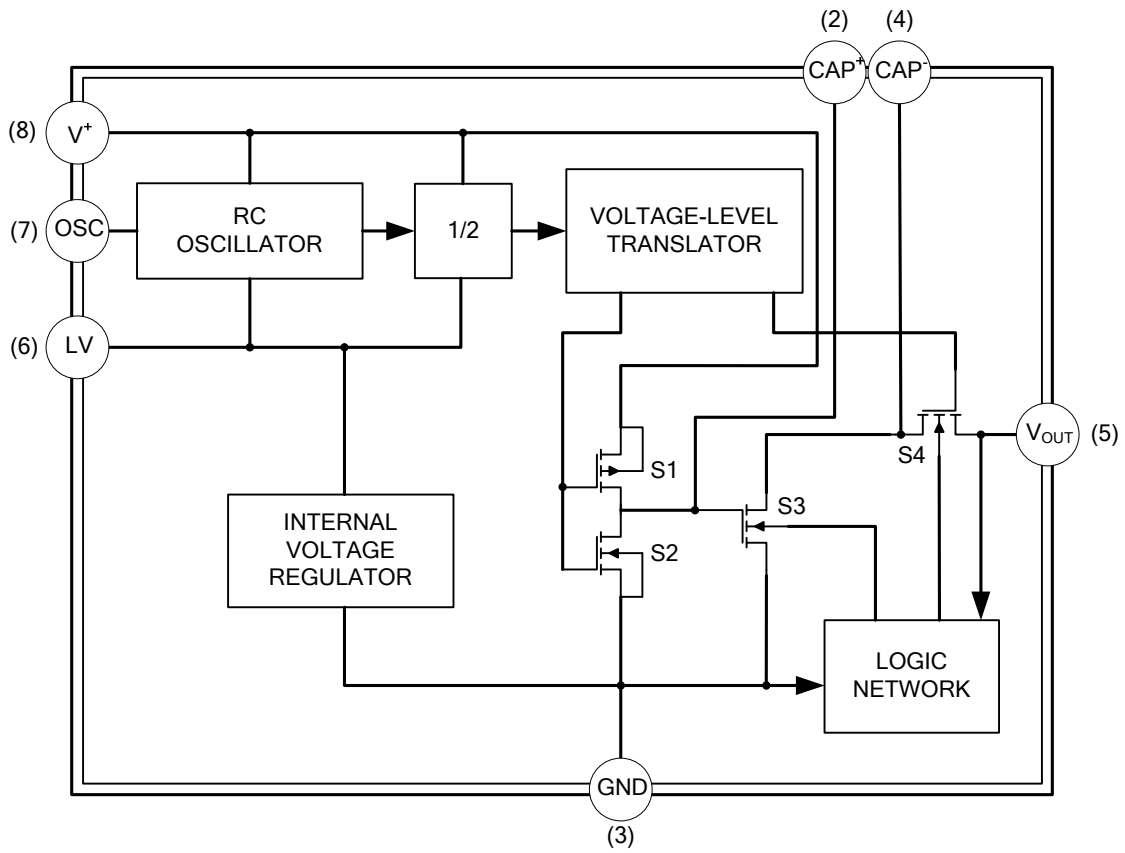 (2)
(4)
CAP+
CAP-
(8)
V+
(7)
OSC
RC
OSCILLATOR
1/2
VOLTAGE-LEVEL
TRANSLATOR
(6)
LV
S4
VOUT
(5)
S1
S3
INTERNAL
VOLTAGE
REGULATOR
S2
LOGIC
NETWORK
GND
(3)